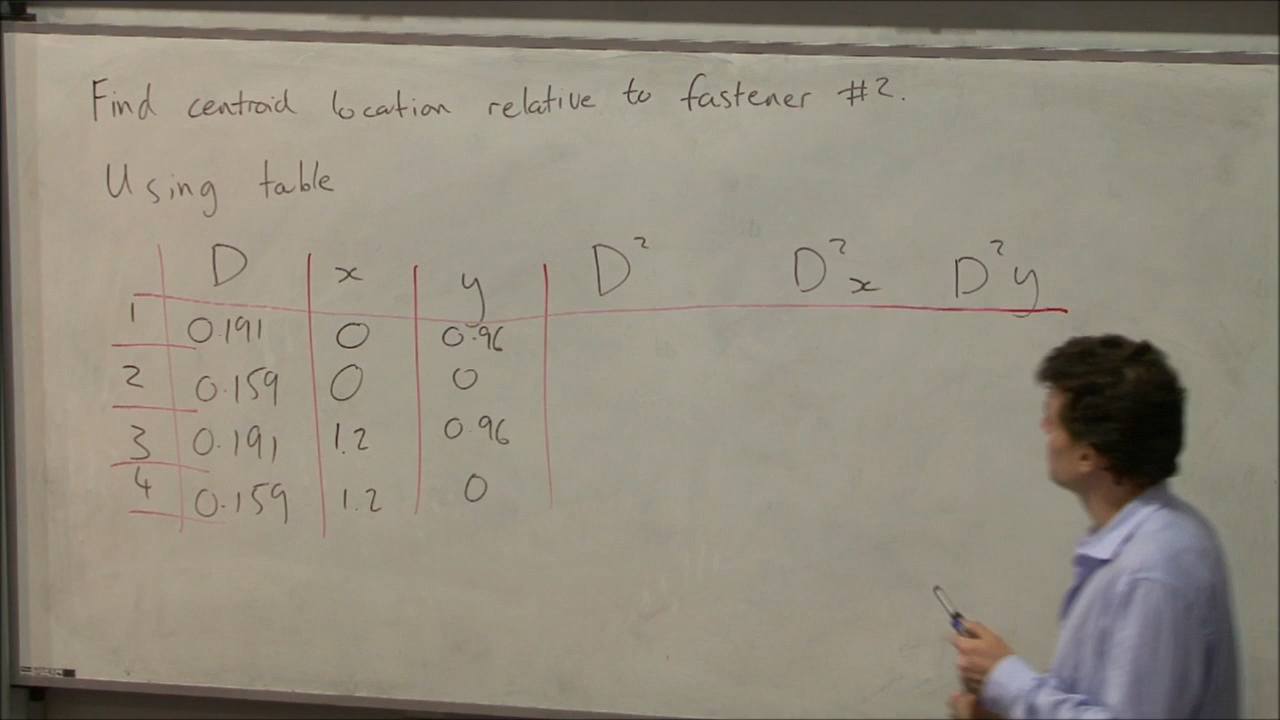 Find centroid location relative to fastener #2.
Using table
D x y D² D²x D²y
1 0.191 0 0.96
2 0.159 0 0
3 0.191 1.2 0.96
4 0.159 1.2 0